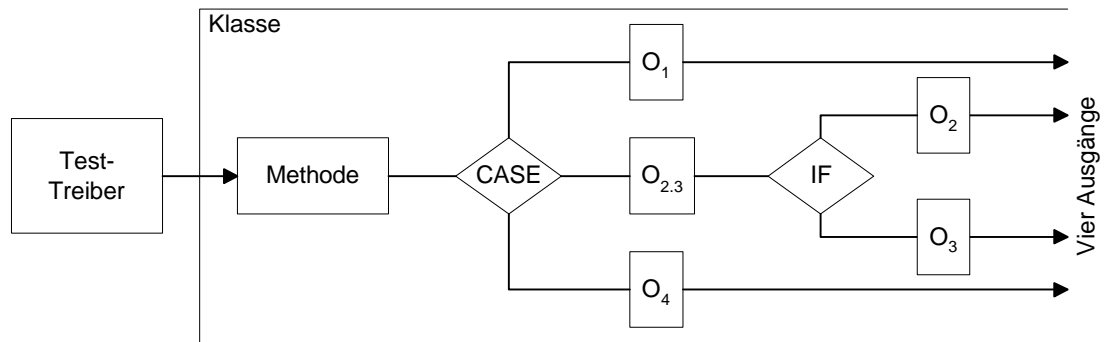 Klasse
Test-
Treiber
Methode
CASE
O₁
O₂.₃
O₄
IF
O₂
O₃
Vier Ausgänge